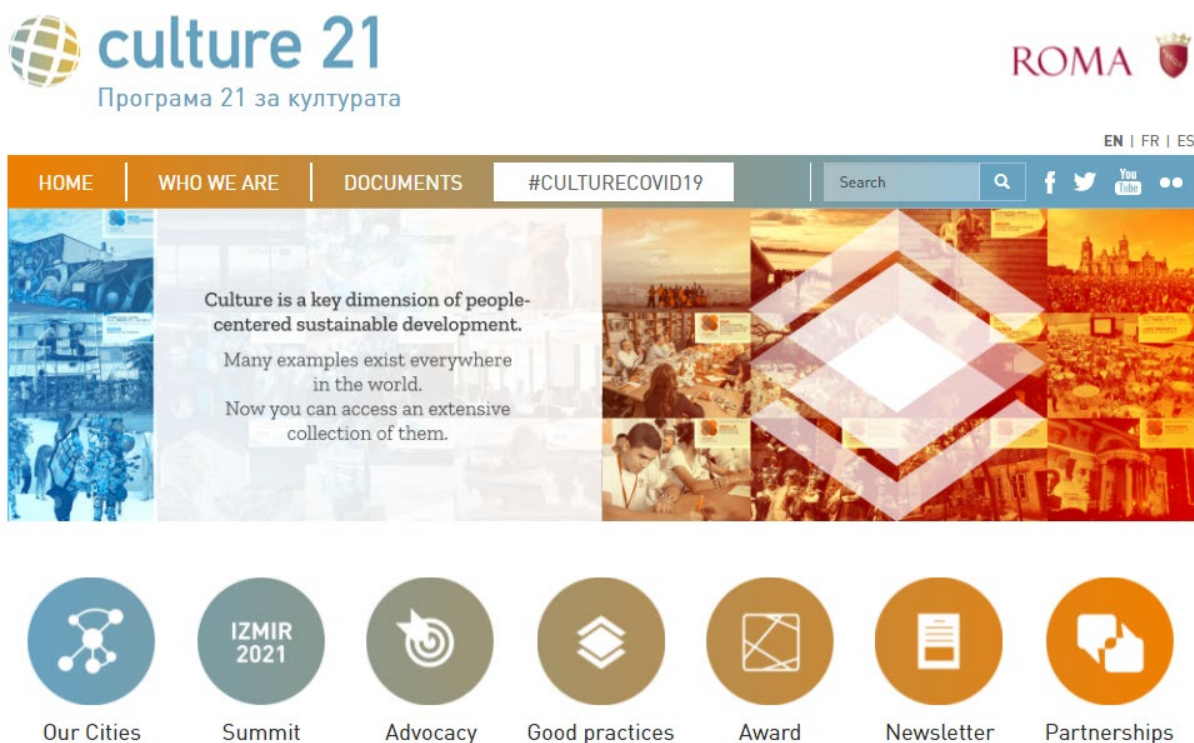 culture 21
Програма 21 за културата
ROMA
EN | FR | ES
HOME
WHO WE ARE
DOCUMENTS
#CULTURECOVID19
Search
You
Tube
Culture is a key dimension of people-
centered sustainable development.
Many examples exist everywhere
in the world.
Now you can access an extensive
collection of them.
IZMIR
2021
Our Cities
Summit
Advocacy
Good practices
Award
Newsletter
Partnerships